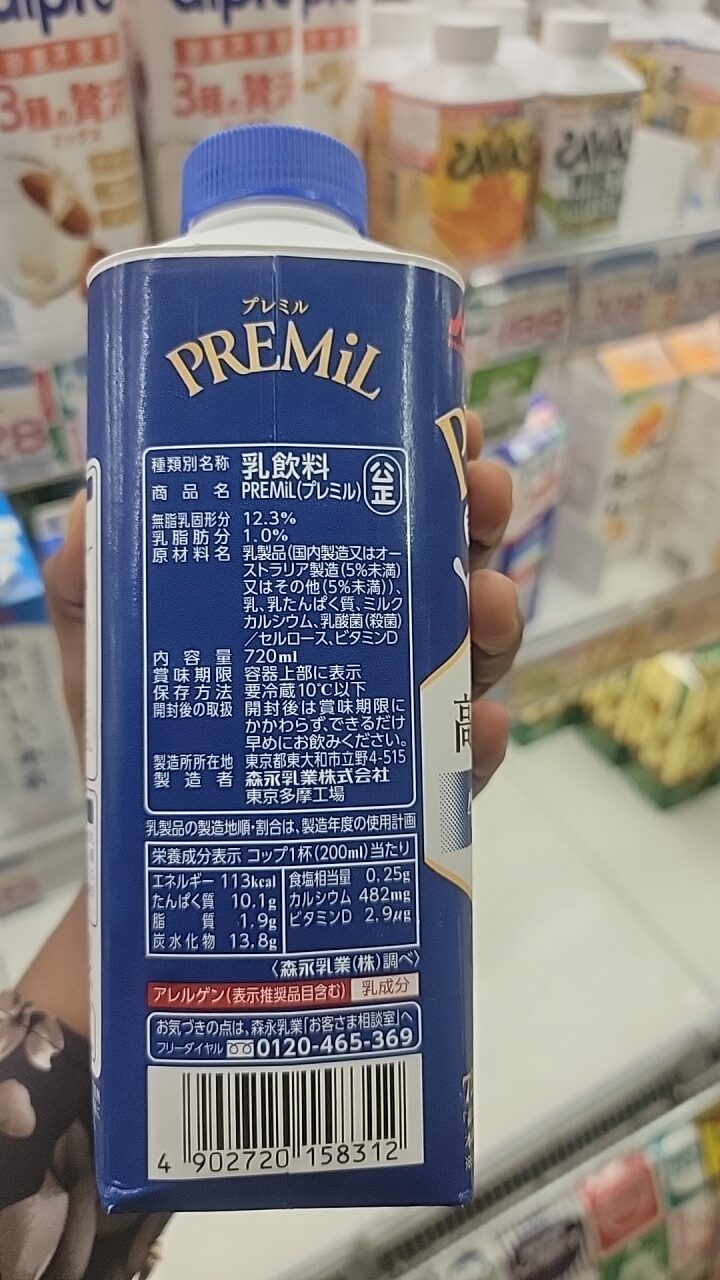 alpro
alpro
3種の贅沢
3種の贅
SAVAS
SAVAS
プレミル
PREMiL
種類別名称 乳飲料
商品名 PREMiL(プレミル)
公正
無脂乳固形分 12.3%
乳脂肪分 1.0%
原材料名 乳製品(国内製造又はオー
ストラリア製造(5%未満)
又はその他(5%未満))、
乳、乳たんぱく質、ミルク
カルシウム、乳酸菌(殺菌)
/セルロース、ビタミンD
内容量 720ml
賞味期限 容器上部に表示
保存方法 要冷蔵10℃以下
開封後の取扱 開封後は賞味期限に
かかわらず、できるだけ
早めにお飲みください。
製造所所在地 東京都東大和市立野4-515
製造者 森永乳業株式会社
東京多摩工場
乳製品の製造地順・割合は、製造年度の使用計画
栄養成分表示 コップ1杯(200ml)当たり
エネルギー 113kcal
たんぱく質 10.1g
脂質 1.9g
炭水化物 13.8g
食塩相当量 0.25g
カルシウム 482mg
ビタミンD 2.9μg
〈森永乳業(株)調べ〉
アレルゲン(表示推奨品目含む) 乳成分
お気づきの点は、森永乳業「お客さま相談室」へ
フリーダイヤル 0120-465-369
4 902720 158312
高